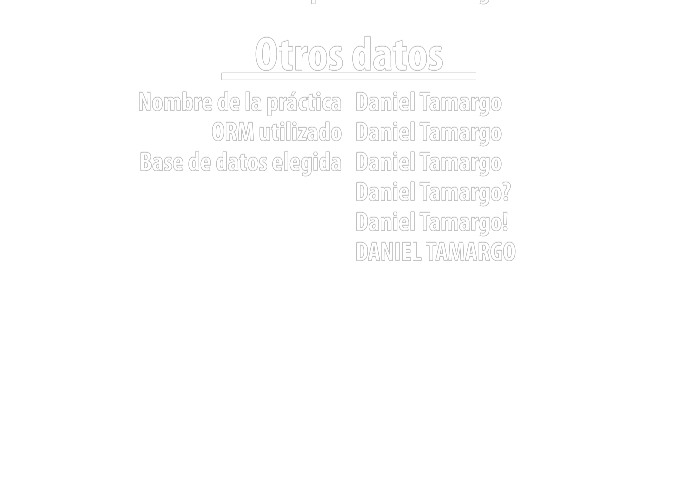 Otros datos
Nombre de la práctica Daniel Tamargo
ORM utilizado Daniel Tamargo
Base de datos elegida Daniel Tamargo
Daniel Tamargo?
Daniel Tamargo!
DANIEL TAMARGO